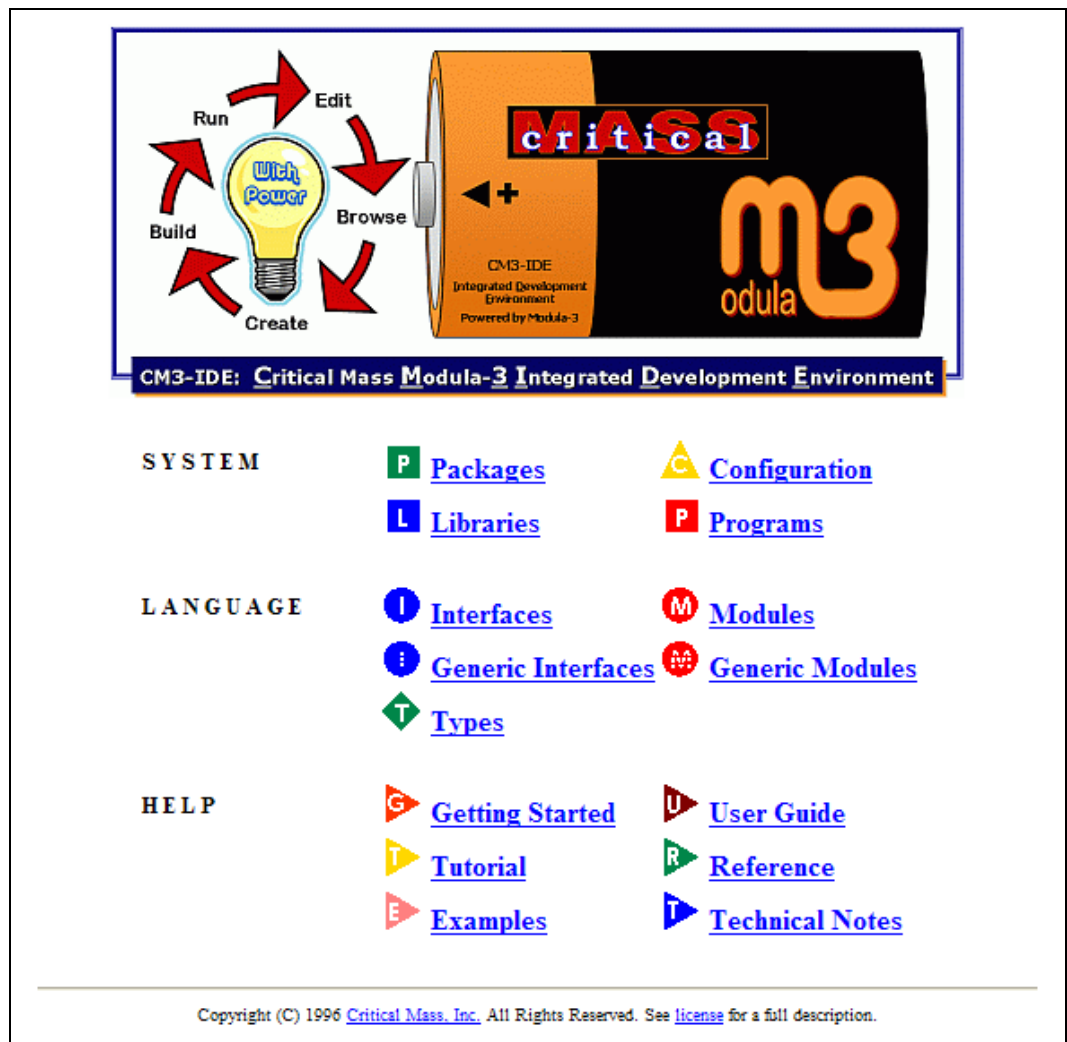 Edit
Run
With
Power
Browse
Build
Create
MASS
critical
CM3-IDE
Integrated Development
Environment
Powered by Modula-3
m3
odula
CM3-IDE: Critical Mass Modula-3 Integrated Development Environment
SYSTEM
P Packages
C Configuration
L Libraries
P Programs
LANGUAGE
I Interfaces
M Modules
Generic Interfaces
M Generic Modules
T Types
HELP
G Getting Started
U User Guide
T Tutorial
R Reference
E Examples
T Technical Notes
Copyright (C) 1996 Critical Mass, Inc. All Rights Reserved. See license for a full description.